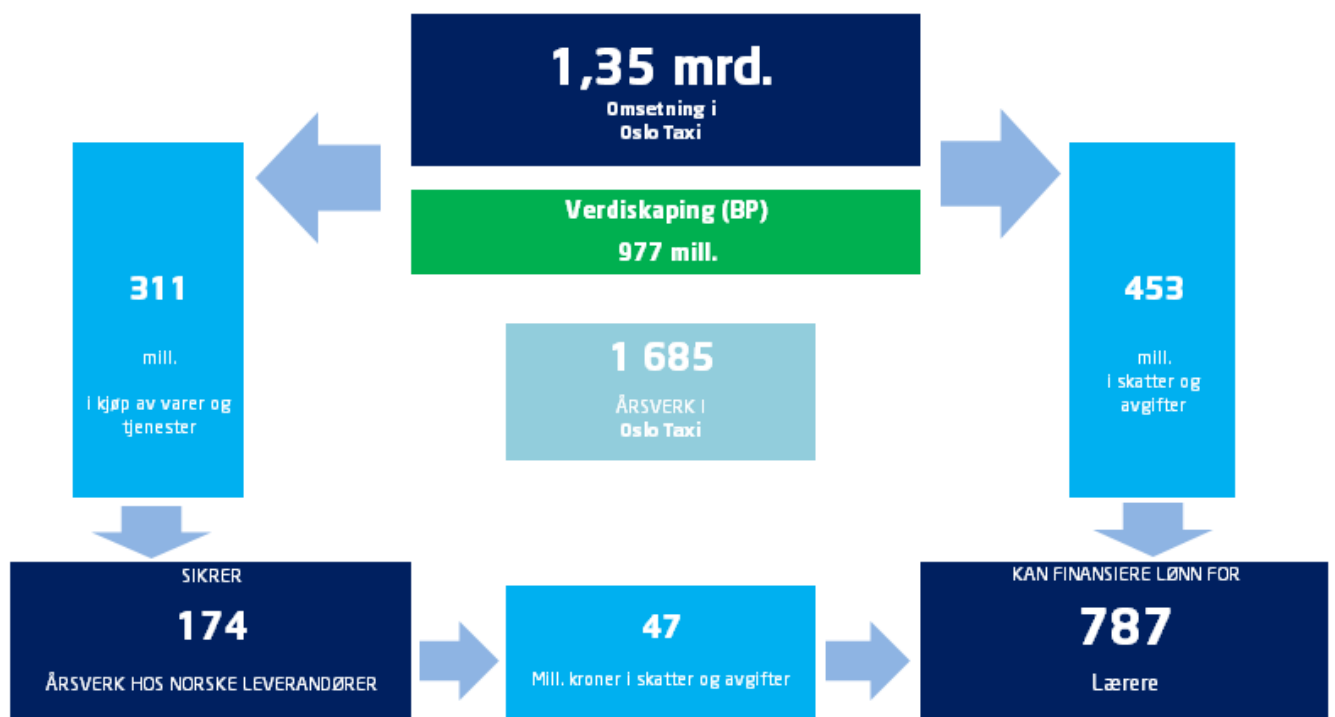 1,35 mrd.
Omsetning i
Oslo Taxi
Verdiskaping (BP)
977 mill.
311
mill.
i kjøp av varer og
tjenester
453
mill.
i skatter og
avgifter
1 685
ÅRSVERK I
Oslo Taxi
SIKRER
174
ÅRSVERK HOS NORSKE LEVERANDØRER
47
Mill. kroner i skatter og avgifter
KAN FINANSIERE LØNN FOR
787
Lærere